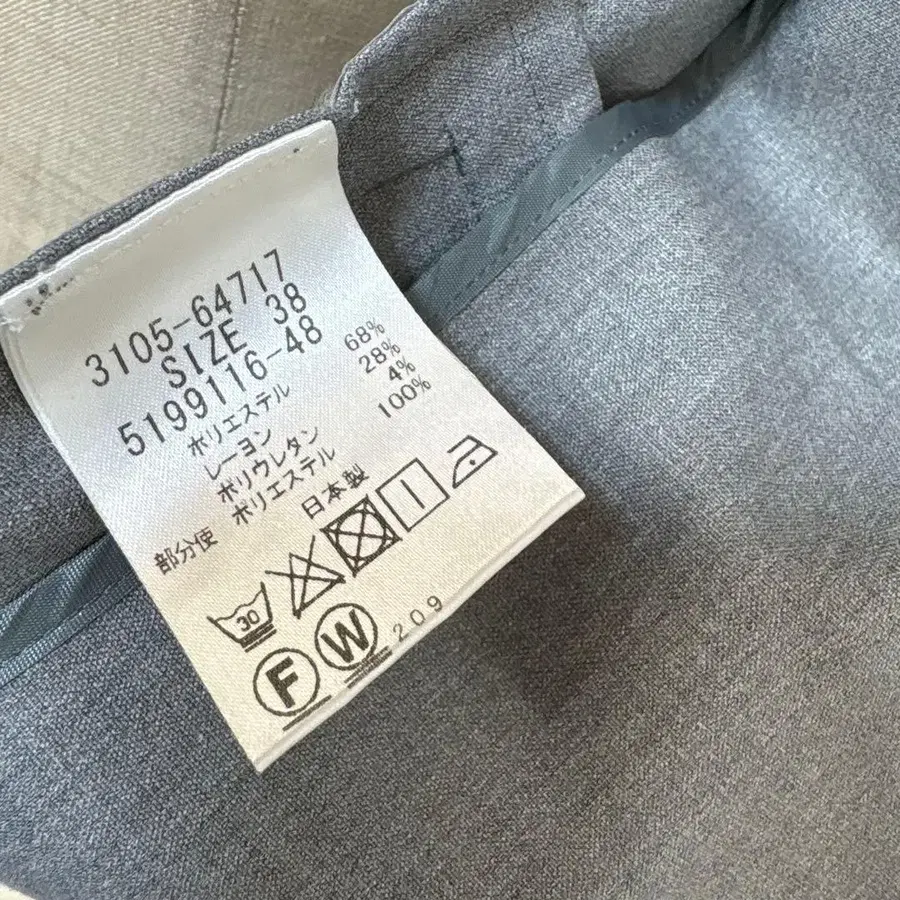 3105-64717
SIZE 38
5199116-48
ポリエステル 68%
レーヨン 28%
ポリウレタン 4%
部分使 ポリエステル 100%
日本製
30
F W 209